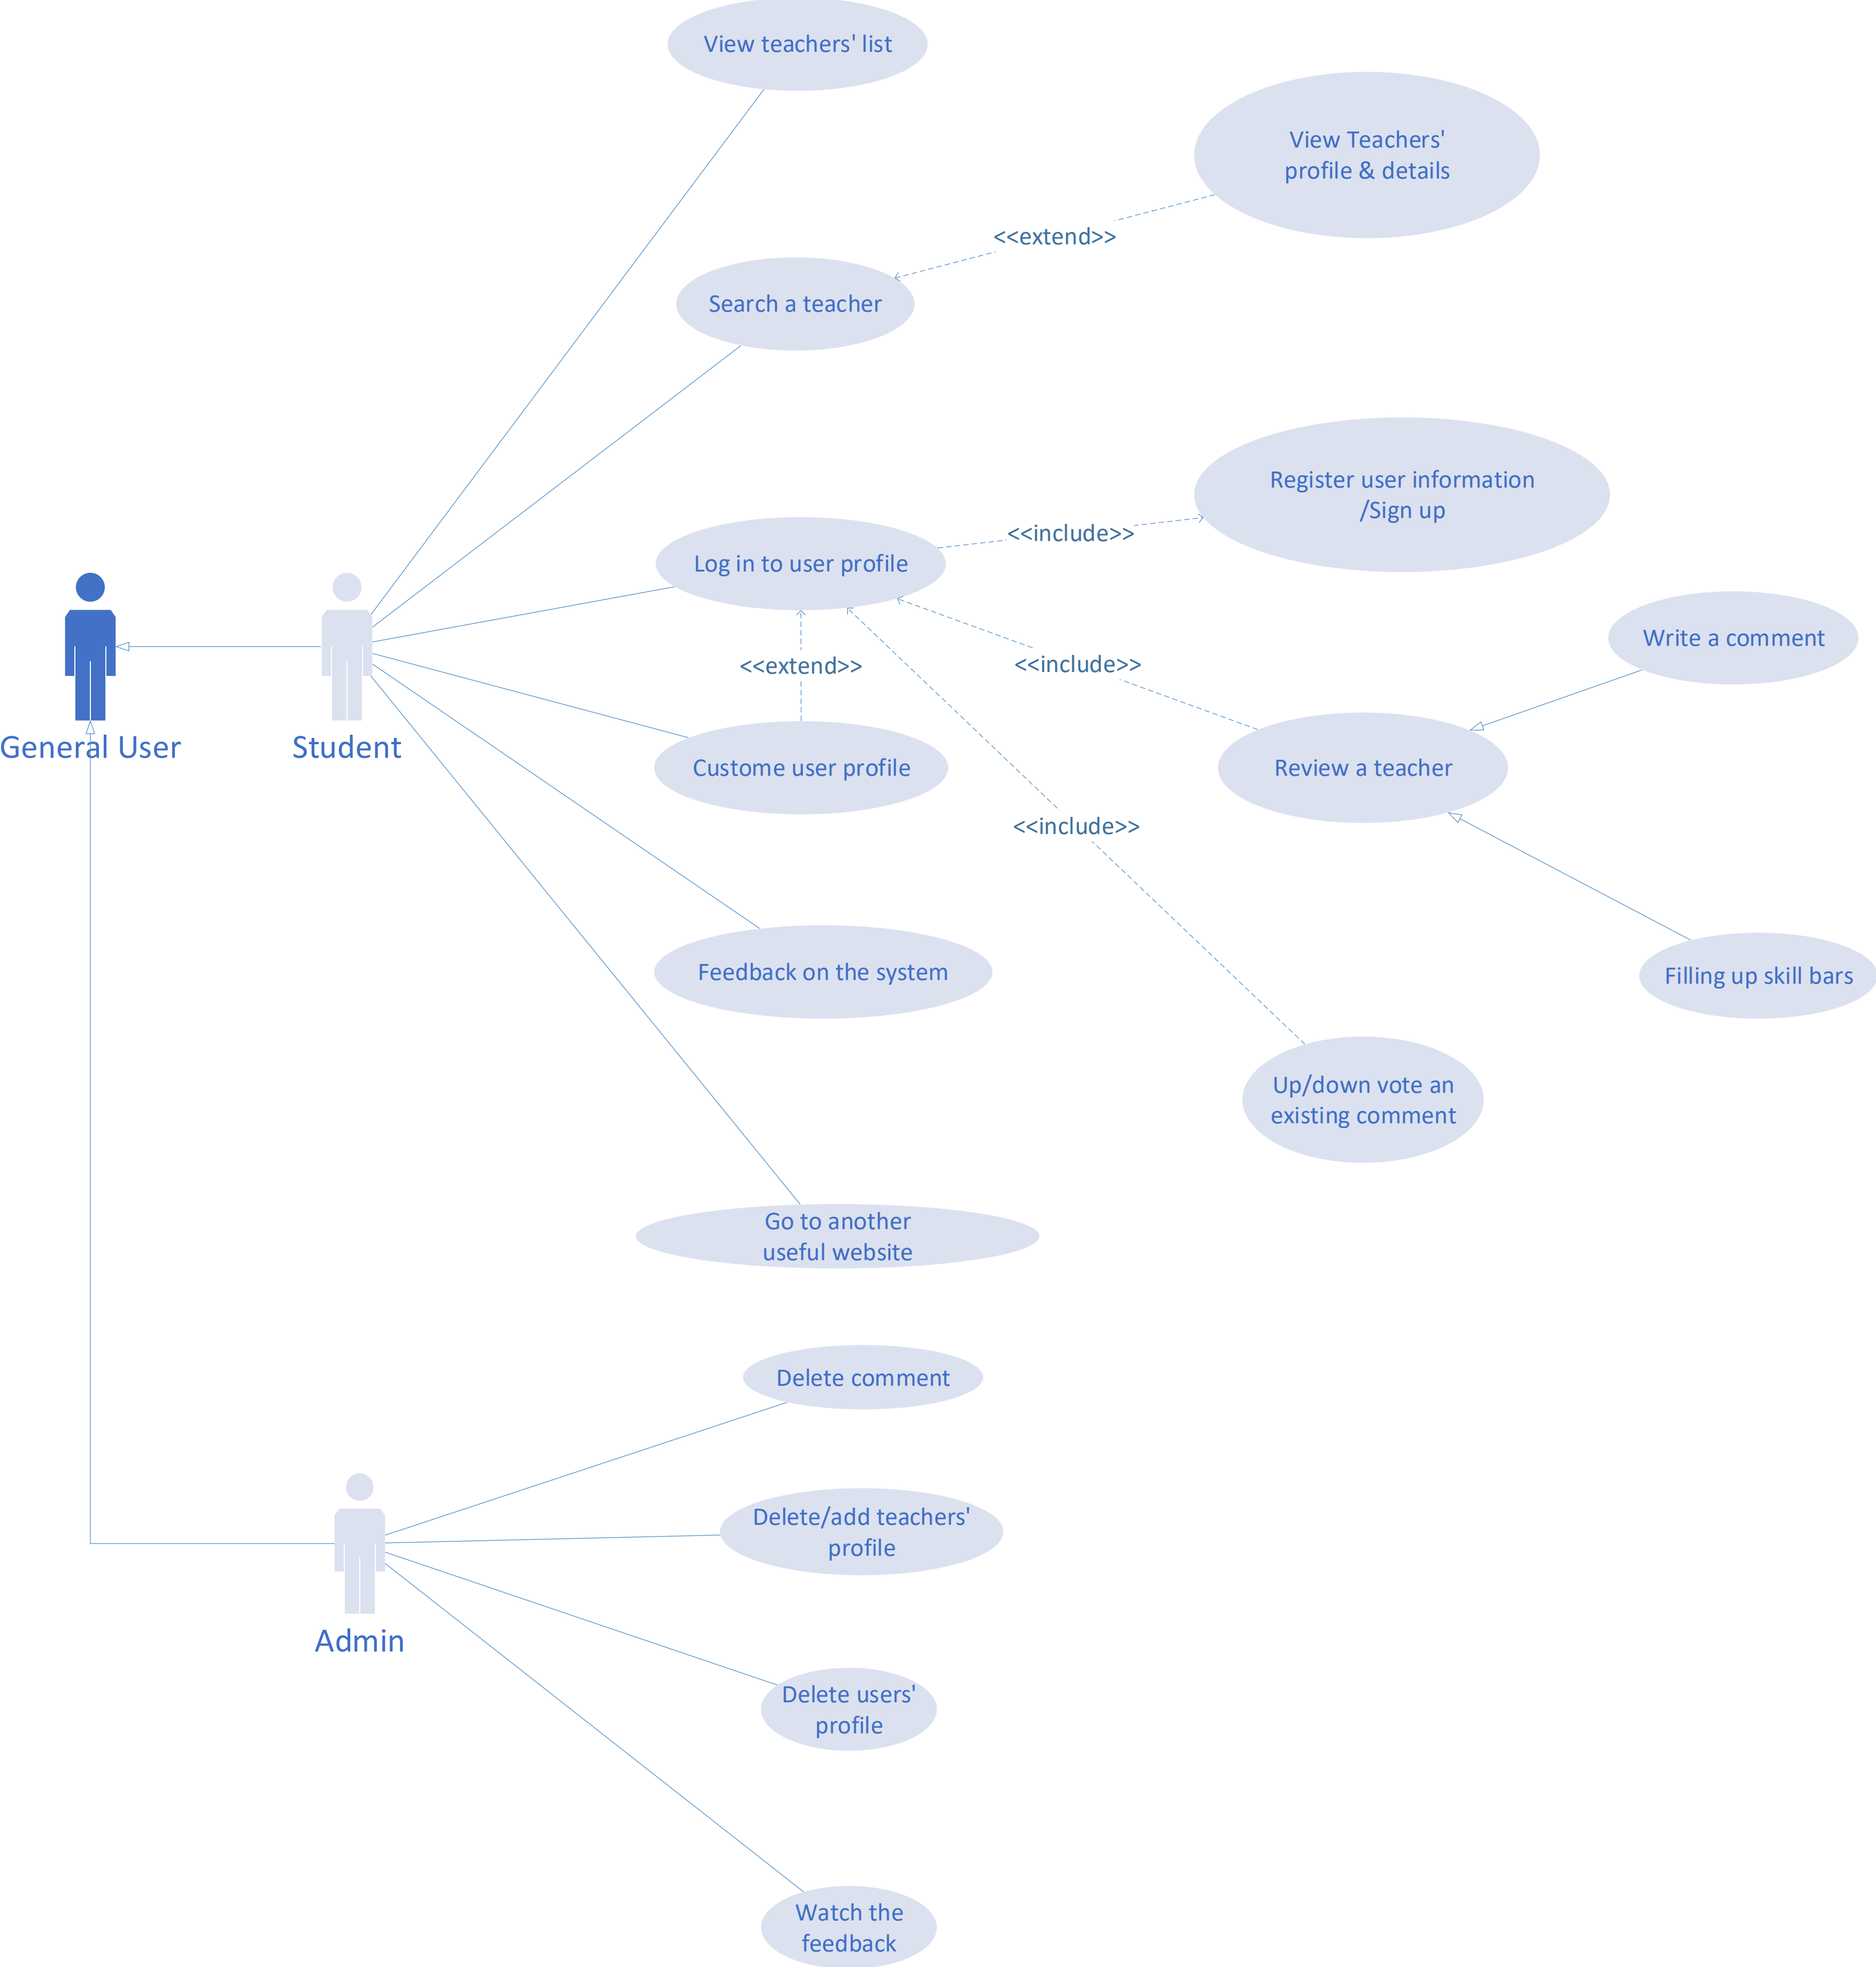 View teachers' list
View Teachers'
profile & details
<<extend>>
Search a teacher
Register user information
/Sign up
<<include>>
Log in to user profile
Write a comment
<<extend>>
<<include>>
General User
Student
Custome user profile
Review a teacher
<<include>>
Feedback on the system
Filling up skill bars
Up/down vote an
existing comment
Go to another
useful website
Delete comment
Delete/add teachers'
profile
Admin
Delete users'
profile
Watch the
feedback